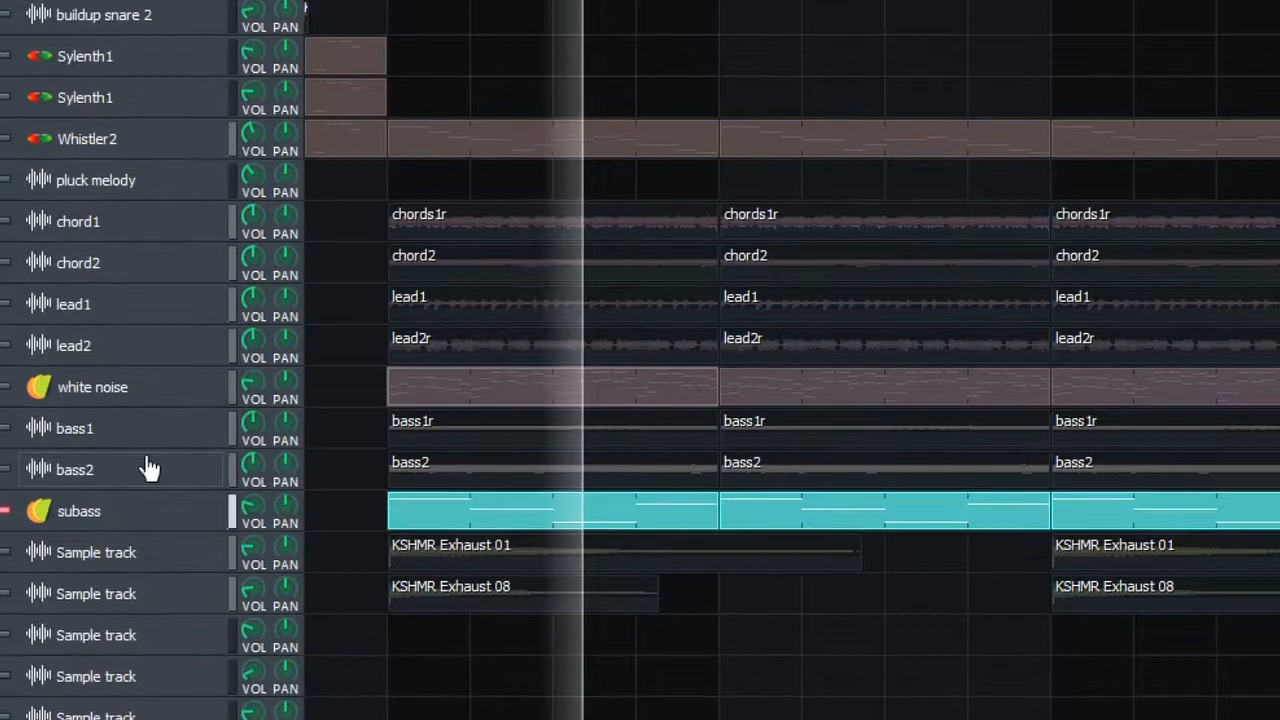 buildup snare 2 VOL PAN
Sylenth1 VOL PAN
Sylenth1 VOL PAN
Whistler2 VOL PAN
pluck melody VOL PAN
chord1 VOL PAN chords1r chords1r chords1r
chord2 VOL PAN chord2 chord2 chord2
lead1 VOL PAN lead1 lead1 lead1
lead2 VOL PAN lead2r lead2r lead2r
white noise VOL PAN
bass1 VOL PAN bass1r bass1r bass1r
bass2 VOL PAN bass2 bass2 bass2
subass VOL PAN
Sample track VOL PAN KSHMR Exhaust 01 KSHMR Exhaust 01
Sample track VOL PAN KSHMR Exhaust 08 KSHMR Exhaust 08
Sample track VOL PAN
Sample track VOL PAN
Sample track